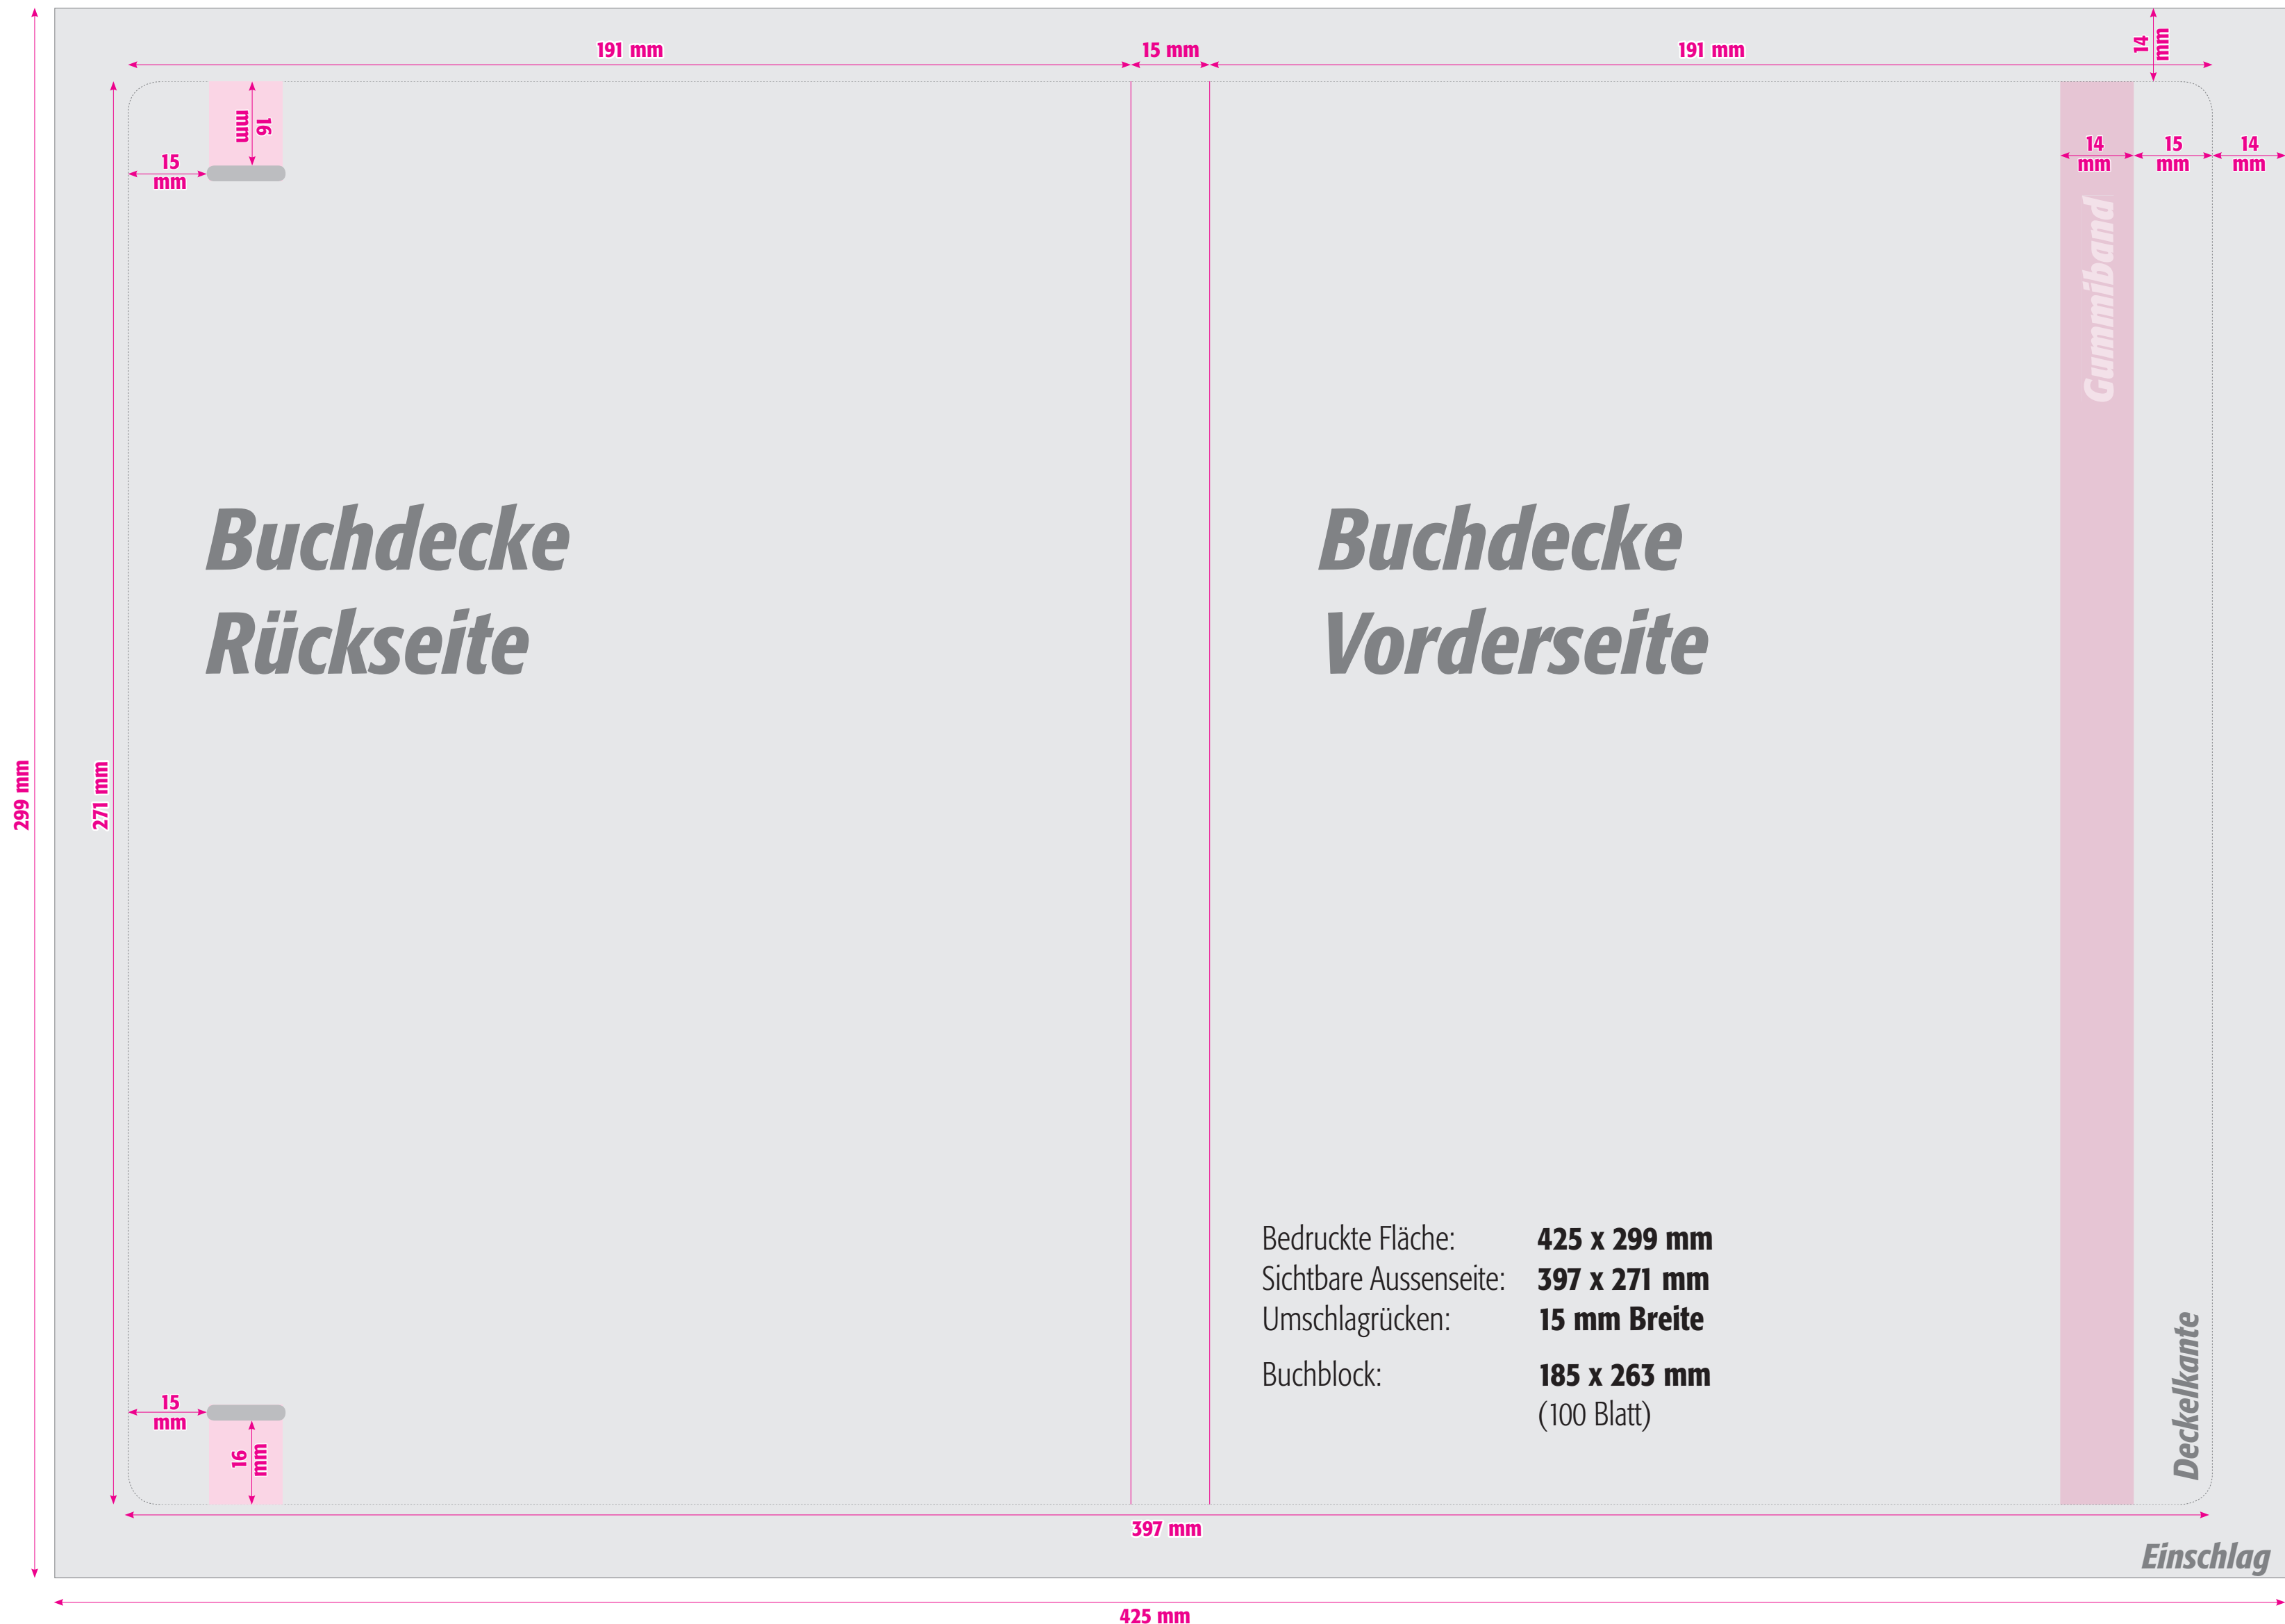 191 mm
15 mm
191 mm
14
mm
16
mm
15
mm
14
mm
15
mm
14
mm
Gummiband
Buchdecke
Rückseite
Buchdecke
Vorderseite
299 mm
271 mm
Bedruckte Fläche: 425 x 299 mm
Sichtbare Aussenseite: 397 x 271 mm
Umschlagrücken: 15 mm Breite
Buchblock: 185 x 263 mm
(100 Blatt)
Deckelkante
15
mm
16
mm
397 mm
Einschlag
425 mm